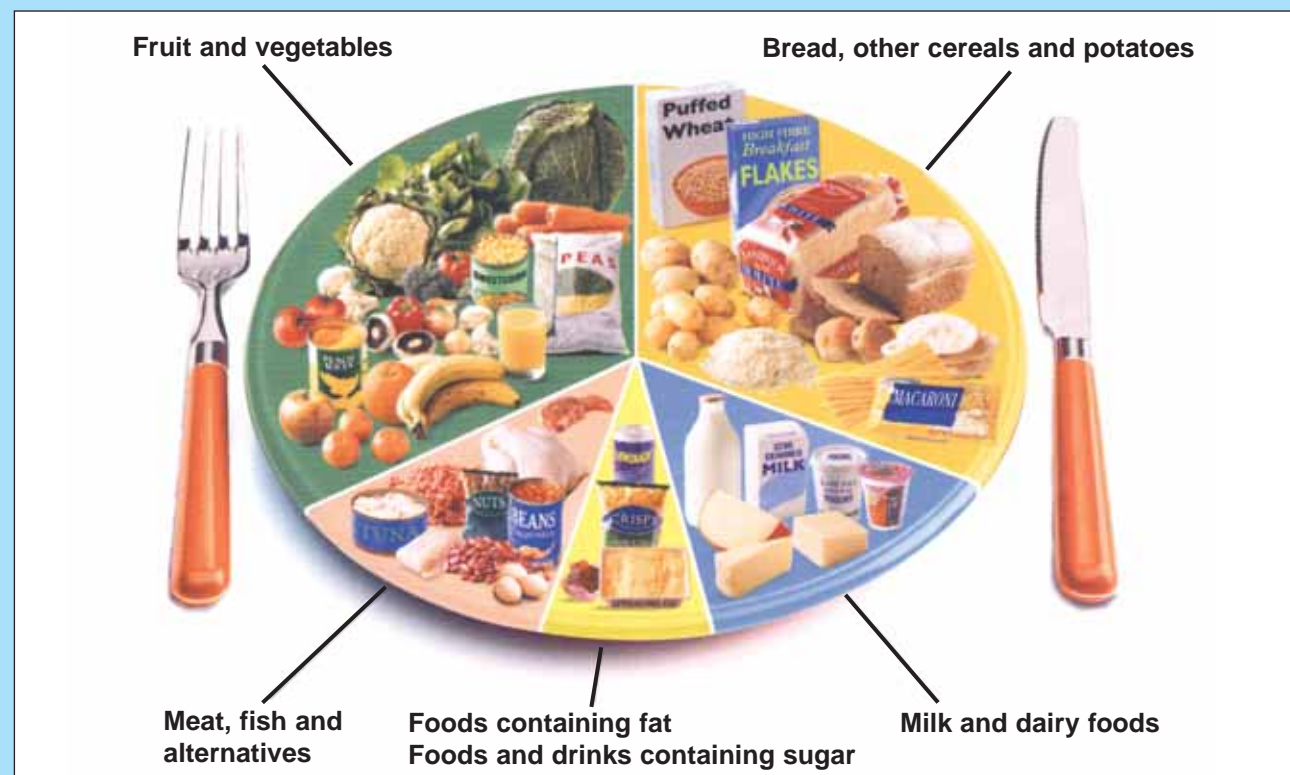 Fruit and vegetables
Bread, other cereals and potatoes
Puffed
Wheat
HIGH FIBRE
Breakfast
FLAKES
PEAS
MACARONI
MILK
NUTS
BEANS
TUNA
CRISPS
Meat, fish and
alternatives
Foods containing fat
Foods and drinks containing sugar
Milk and dairy foods